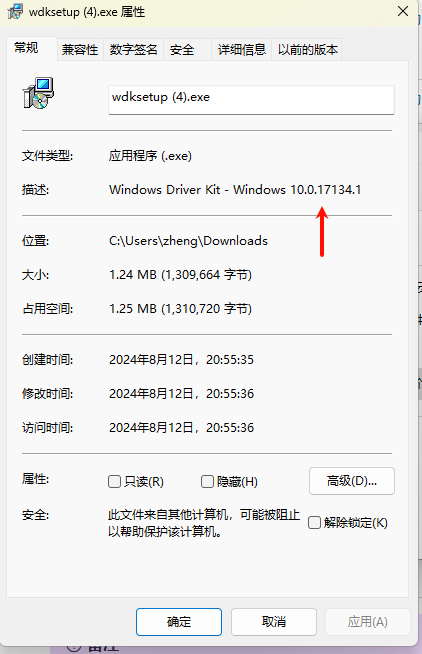 wdksetup (4).exe 属性
常规 兼容性 数字签名 安全 详细信息 以前的版本
wdksetup (4).exe
文件类型: 应用程序 (.exe)
描述: Windows Driver Kit - Windows 10.0.17134.1
位置: C:\Users\zheng\Downloads
大小: 1.24 MB (1,309,664 字节)
占用空间: 1.25 MB (1,310,720 字节)
创建时间: 2024年8月12日，20:55:35
修改时间: 2024年8月12日，20:55:36
访问时间: 2024年8月12日，20:55:36
属性: 只读(R) 隐藏(H) 高级(D)...
安全: 此文件来自其他计算机，可能被阻止
以帮助保护该计算机。 解除锁定(K)
确定 取消 应用(A)